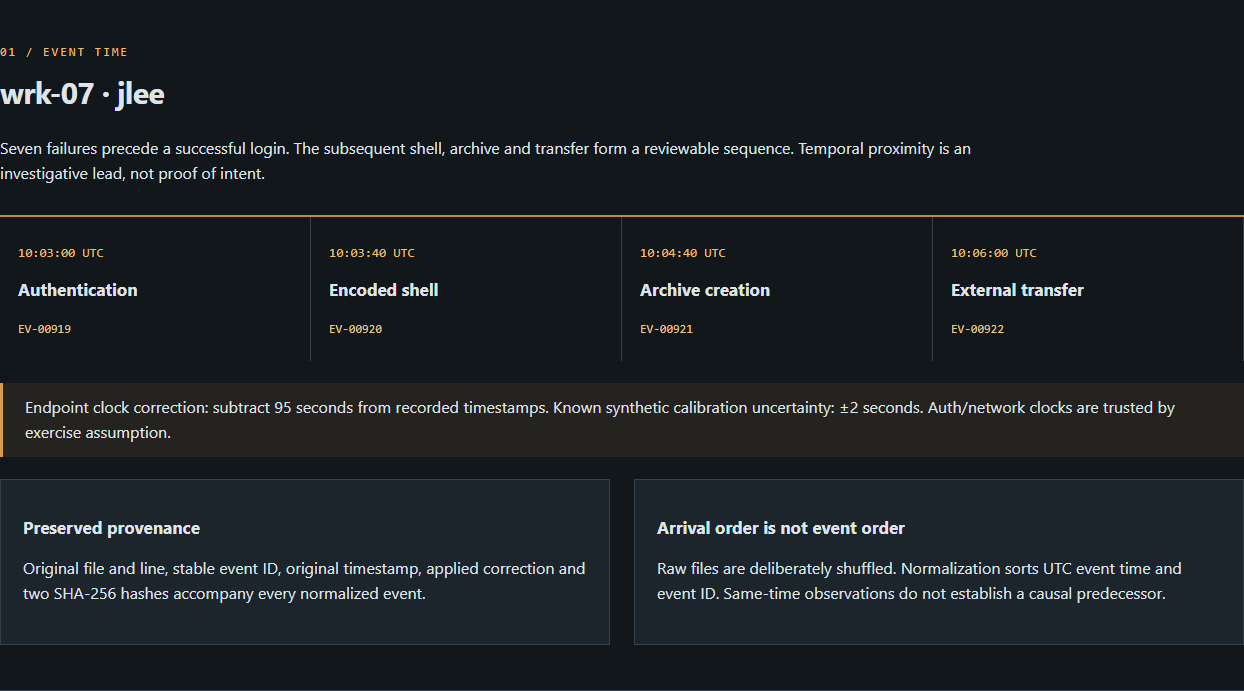 01 / EVENT TIME
wrk-07 · jlee
Seven failures precede a successful login. The subsequent shell, archive and transfer form a reviewable sequence. Temporal proximity is an
investigative lead, not proof of intent.
10:03:00 UTC
Authentication
EV-00919
10:03:40 UTC
Encoded shell
EV-00920
10:04:40 UTC
Archive creation
EV-00921
10:06:00 UTC
External transfer
EV-00922
Endpoint clock correction: subtract 95 seconds from recorded timestamps. Known synthetic calibration uncertainty: ±2 seconds. Auth/network clocks are trusted by
exercise assumption.
Preserved provenance
Original file and line, stable event ID, original timestamp, applied correction and
two SHA-256 hashes accompany every normalized event.
Arrival order is not event order
Raw files are deliberately shuffled. Normalization sorts UTC event time and
event ID. Same-time observations do not establish a causal predecessor.